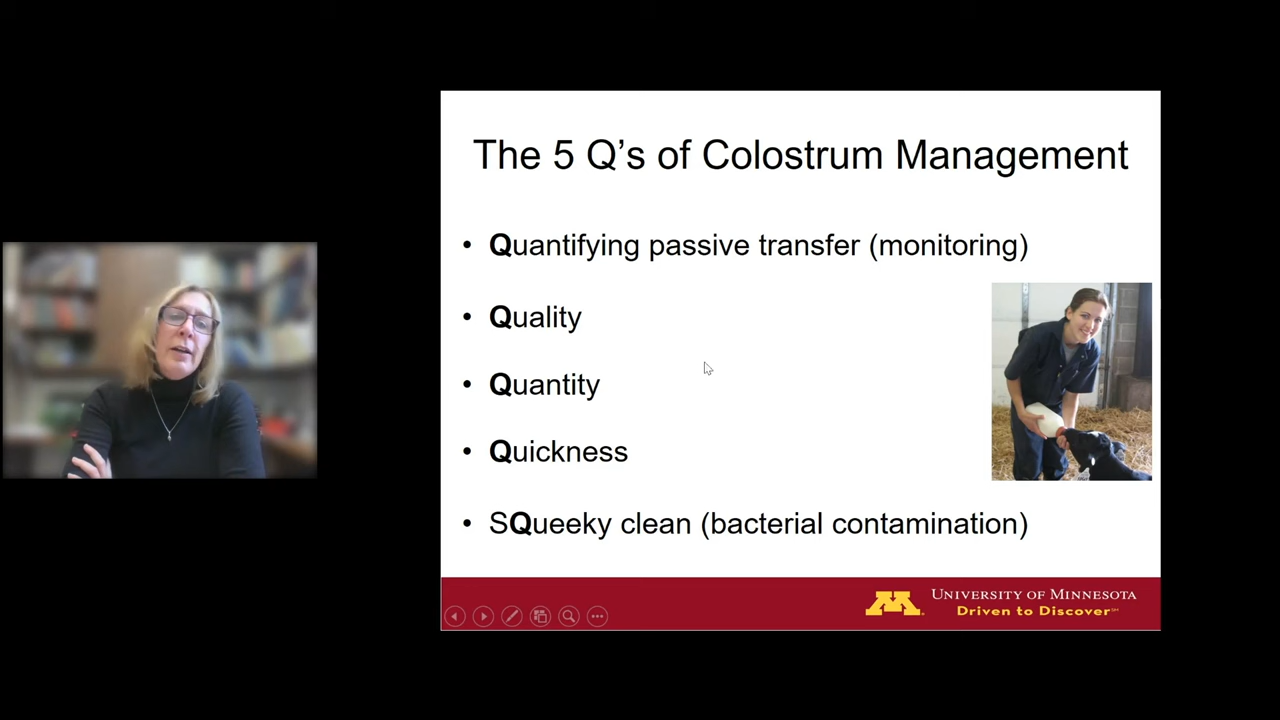 The 5 Q’s of Colostrum Management
• Quantifying passive transfer (monitoring)
• Quality
• Quantity
• Quickness
• SQueeky clean (bacterial contamination)
UNIVERSITY OF MINNESOTA
Driven to Discover℠